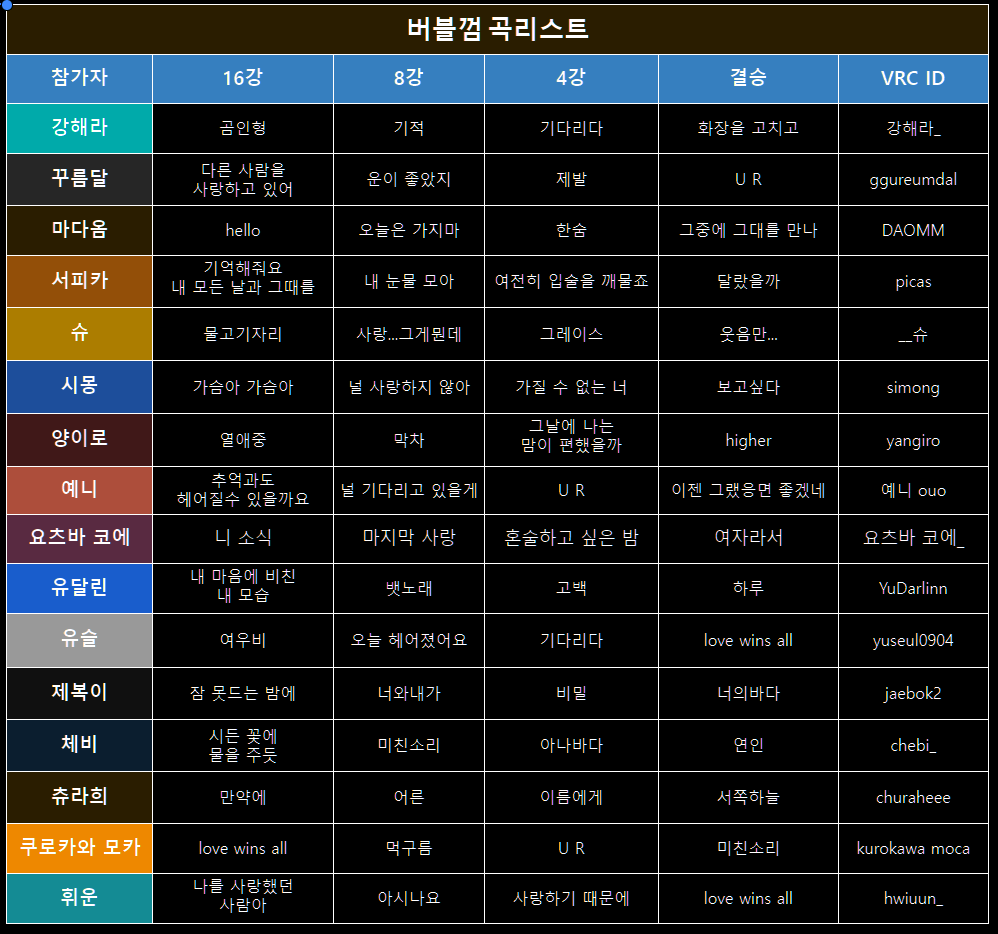 버블껌 곡리스트
참가자 16강 8강 4강 결승 VRC ID
강해라 곰인형 기적 기다리다 화장을 고치고 강해라_
꾸름달 다른 사람을
사랑하고 있어 운이 좋았지 제발 U R ggureumdal
마다옴 hello 오늘은 가지마 한숨 그중에 그대를 만나 DAOMM
서피카 기억해줘요
내 모든 날과 그때를 내 눈물 모아 여전히 입술을 깨물죠 달랐을까 picas
슈 물고기자리 사랑...그게뭔데 그레이스 웃음만... __슈
시몽 가슴아 가슴아 널 사랑하지 않아 가질 수 없는 너 보고싶다 simong
양이로 열애중 막차 그날에 나는
맘이 편했을까 higher yangiro
예니 추억과도
헤어질수 있을까요 널 기다리고 있을게 U R 이젠 그랬응면 좋겠네 예니 ouo
요츠바 코에 니 소식 마지막 사랑 혼술하고 싶은 밤 여자라서 요츠바 코에_
유달린 내 마음에 비친
내 모습 뱃노래 고백 하루 YuDarlinn
유슬 여우비 오늘 헤어졌어요 기다리다 love wins all yuseul0904
제복이 잠 못드는 밤에 너와내가 비밀 너의바다 jaebok2
체비 시든 꽃에
물을 주듯 미친소리 아나바다 연인 chebi_
츄라희 만약에 어른 이름에게 서쪽하늘 churaheee
쿠로카와 모카 love wins all 먹구름 U R 미친소리 kurokawa moca
휘운 나를 사랑했던
사람아 아시나요 사랑하기 때문에 love wins all hwiuun_